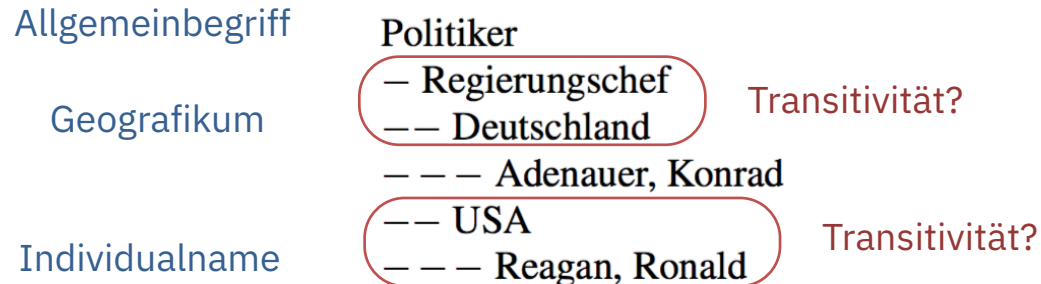 Allgemeinbegriff
Politiker
– Regierungschef
Transitivität?
Geografikum
–– Deutschland
––– Adenauer, Konrad
–– USA
Transitivität?
Individualname
––– Reagan, Ronald